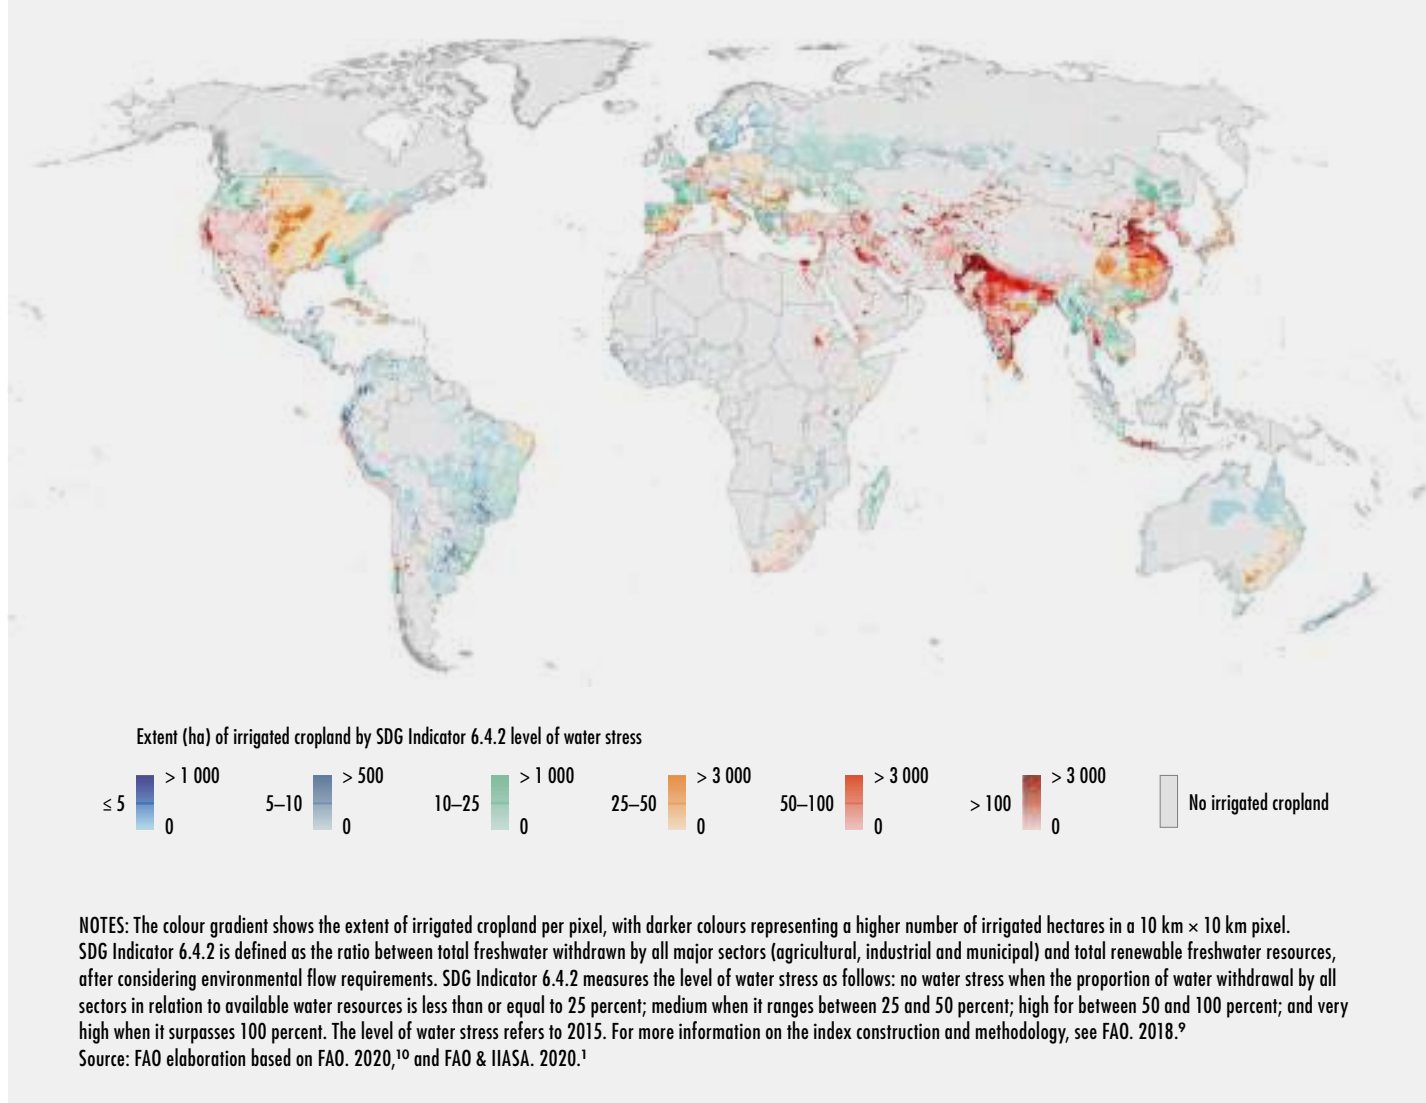 Extent (ha) of irrigated cropland by SDG Indicator 6.4.2 level of water stress
≤ 5 > 1 000 0
5–10 > 500 0
10–25 > 1 000 0
25–50 > 3 000 0
50–100 > 3 000 0
> 100 > 3 000 0
No irrigated cropland
NOTES: The colour gradient shows the extent of irrigated cropland per pixel, with darker colours representing a higher number of irrigated hectares in a 10 km × 10 km pixel.
SDG Indicator 6.4.2 is defined as the ratio between total freshwater withdrawn by all major sectors (agricultural, industrial and municipal) and total renewable freshwater resources,
after considering environmental flow requirements. SDG Indicator 6.4.2 measures the level of water stress as follows: no water stress when the proportion of water withdrawal by all
sectors in relation to available water resources is less than or equal to 25 percent; medium when it ranges between 25 and 50 percent; high for between 50 and 100 percent; and very
high when it surpasses 100 percent. The level of water stress refers to 2015. For more information on the index construction and methodology, see FAO. 2018.⁹
Source: FAO elaboration based on FAO. 2020,¹⁰ and FAO & IIASA. 2020.¹